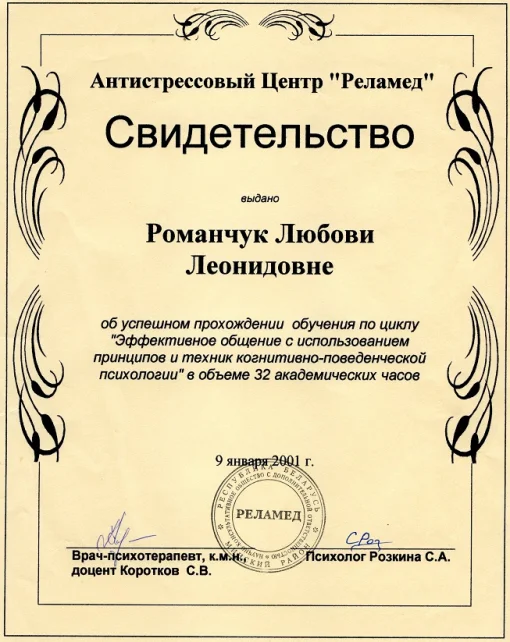 Антистрессовый Центр "Реламед"
Свидетельство
выдано
Романчук Любови
Леонидовне
об успешном прохождении обучения по циклу
"Эффективное общение с использованием
принципов и техник когнитивно-поведенческой
психологии" в объеме 32 академических часов
9 января 2001 г.
РЕСПУБЛИКА БЕЛАРУСЬ
РЕЛАМЕД
МИНСКИЙ РАЙОН
Врач-психотерапевт, к.м.н., Психолог Розкина С.А.
доцент Коротков С.В.